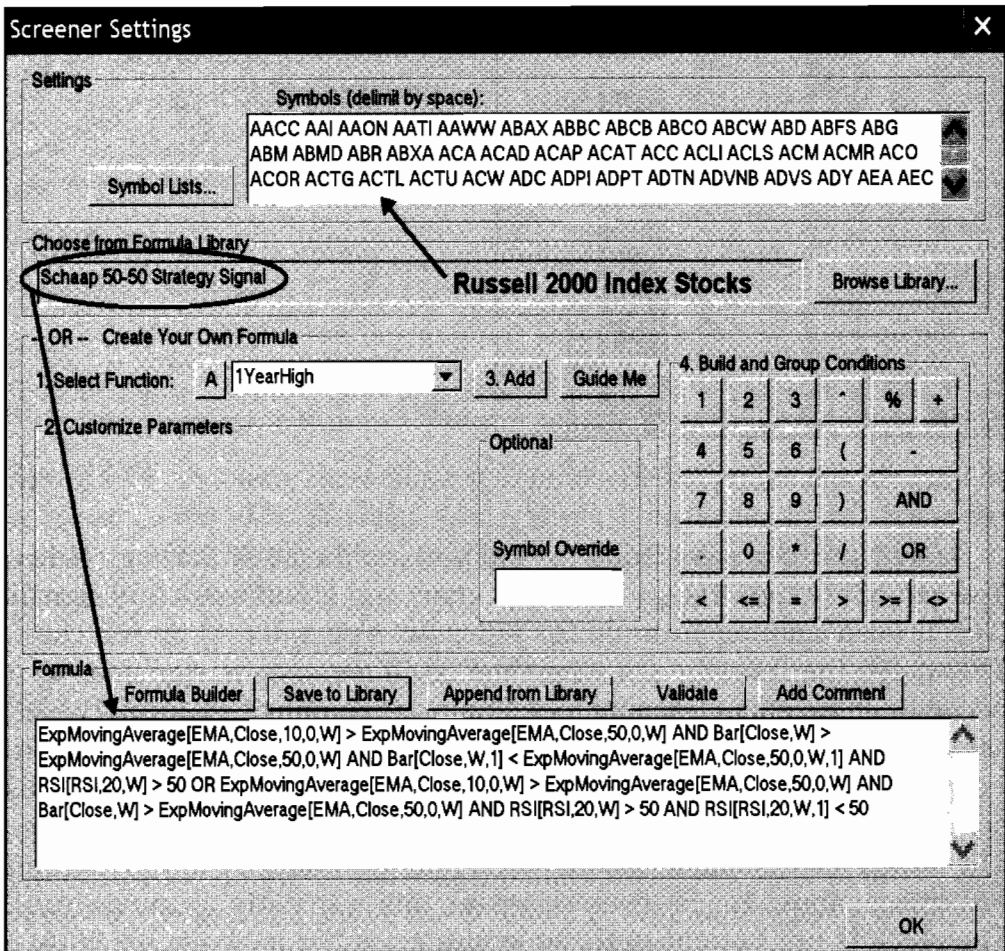 Screener Settings X
Settings
Symbols (delimit by space):
AACC AAI AAON AATI AAWW ABAX ABBC ABCB ABCO ABCW ABD ABFS ABG
ABM ABMD ABR ABXA ACA ACAD ACAP ACAT ACC ACLI ACLS ACM ACMR ACO
ACOR ACTG ACTL ACTU ACW ADC ADPI ADPT ADTN ADVNB ADVS ADY AEA AEC
Symbol Lists...
Choose from Formula Library
Schaap 50-50 Strategy Signal
Russell 2000 Index Stocks
Browse Library...
-- OR -- Create Your Own Formula
1. Select Function: A 1YearHigh 3. Add Guide Me
2. Customize Parameters
Optional
Symbol Override
4. Build and Group Conditions
1 2 3 ^ % +
4 5 6 ( -
7 8 9 ) AND
. 0 * / OR
< <= = > >= <>
Formula
Formula Builder Save to Library Append from Library Validate Add Comment
ExpMovingAverage[EMA,Close,10,0,W] > ExpMovingAverage[EMA,Close,50,0,W] AND Bar[Close,W] >
ExpMovingAverage[EMA,Close,50,0,W] AND Bar[Close,W,1] < ExpMovingAverage[EMA,Close,50,0,W,1] AND
RSI[RSI,20,W] > 50 OR ExpMovingAverage[EMA,Close,10,0,W] > ExpMovingAverage[EMA,Close,50,0,W] AND
Bar[Close,W] > ExpMovingAverage[EMA,Close,50,0,W] AND RSI[RSI,20,W] > 50 AND RSI[RSI,20,W,1] < 50
OK